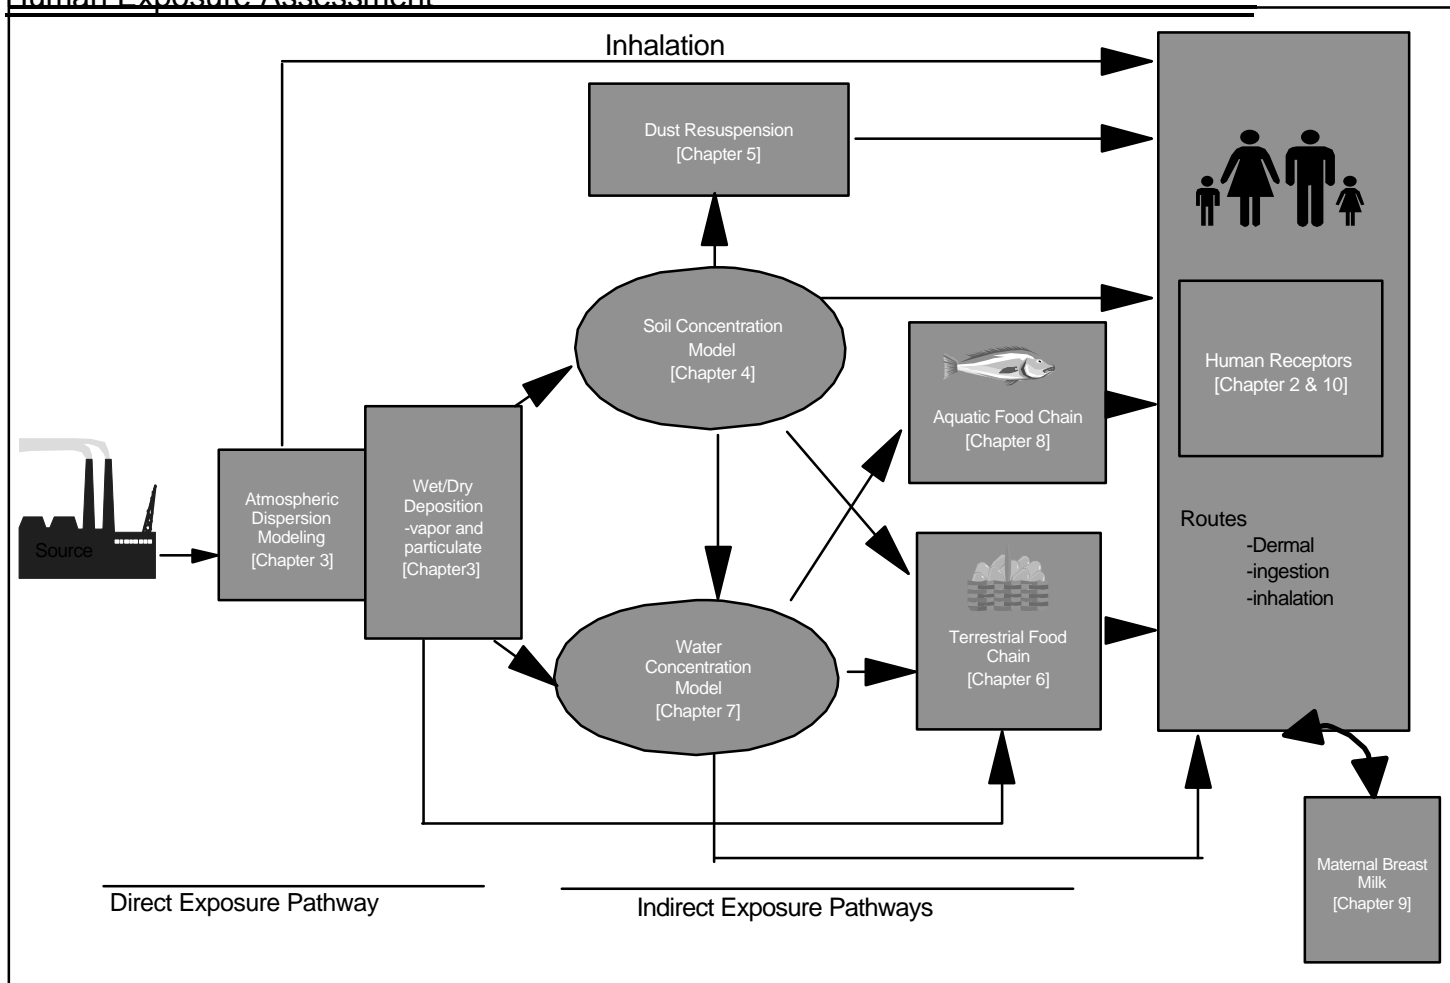 Human Exposure Assessment
Inhalation
Dust Resuspension
[Chapter 5]
Soil Concentration
Model
[Chapter 4]
Human Receptors
[Chapter 2 & 10]
Aquatic Food Chain
[Chapter 8]
Source
Atmospheric
Dispersion
Modeling
[Chapter 3]
Wet/Dry
Deposition
-vapor and
particulate
[Chapter3]
Routes
-Dermal
-ingestion
-inhalation
Water
Concentration
Model
[Chapter 7]
Terrestrial Food
Chain
[Chapter 6]
Maternal Breast
Milk
[Chapter 9]
Direct Exposure Pathway
Indirect Exposure Pathways